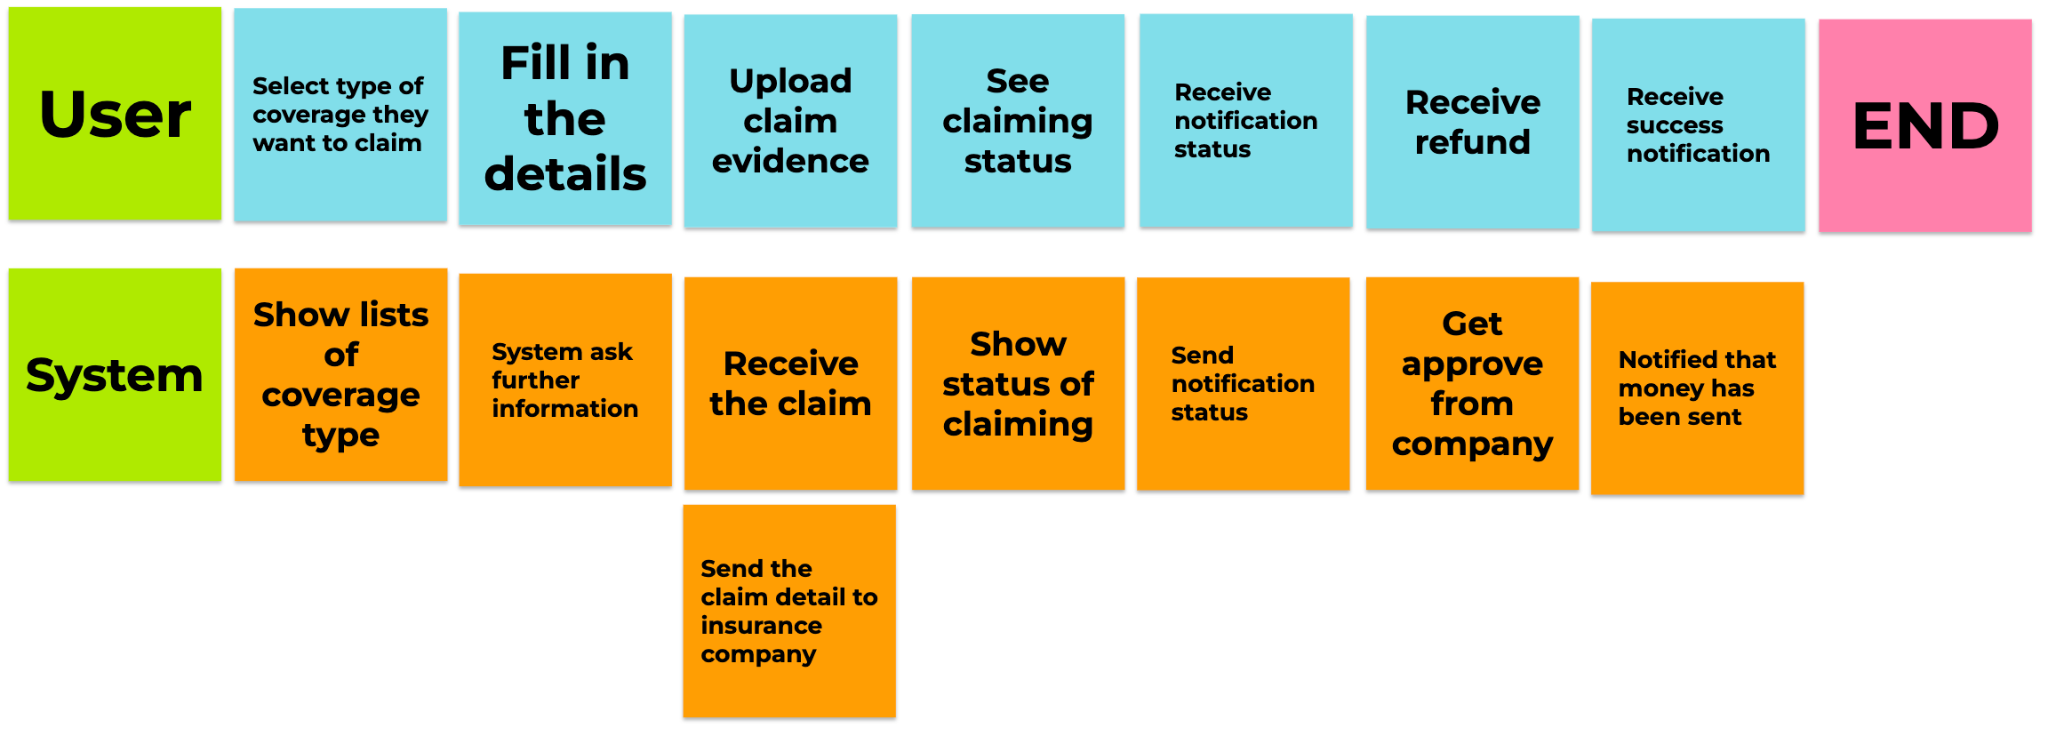 User
Select type of
coverage they
want to claim
Fill in
the
details
Upload
claim
evidence
See
claiming
status
Receive
notification
status
Receive
refund
Receive
success
notification
END
System
Show lists
of
coverage
type
System ask
further
information
Receive
the claim
Show
status of
claiming
Send
notification
status
Get
approve
from
company
Notified that
money has
been sent
Send the
claim detail to
insurance
company